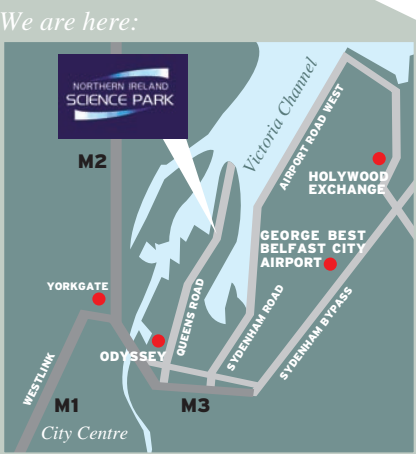 We are here:
NORTHERN IRELAND
SCIENCE PARK
Victoria Channel
AIRPORT ROAD WEST
M2
HOLYWOOD
EXCHANGE
GEORGE BEST
BELFAST CITY
AIRPORT
YORKGATE
QUEENS ROAD
SYDENHAM ROAD
SYDENHAM BYPASS
ODYSSEY
WESTLINK
M1
M3
City Centre